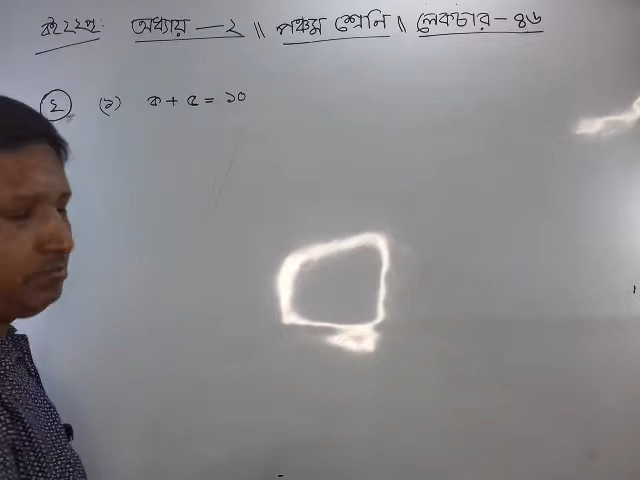 অধ্যায় — ২ ॥ পঞ্চম শ্রেনি ॥ লেকচার - ৪৬
২ (১) ক + ৫ = ১০